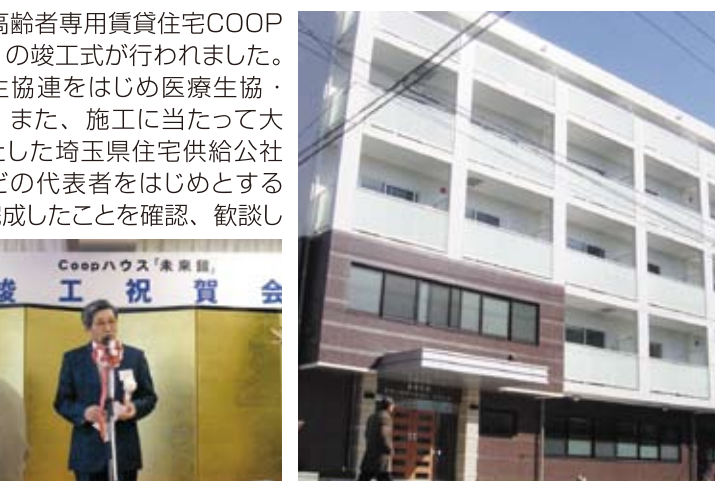 高齢者専用賃貸住宅COOP
」の竣工式が行われました。
生協連をはじめ医療生協・
また、施工に当たって大
した埼玉県住宅供給公社
どの代表者をはじめとする
成したことを確認、歓談し
Coopハウス「未来館」
竣工祝賀会